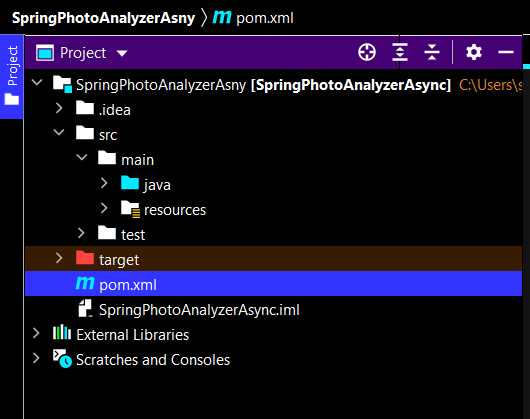 SpringPhotoAnalyzerAsny m pom.xml
Project
Project
SpringPhotoAnalyzerAsny [SpringPhotoAnalyzerAsync] C:\Users\s
.idea
src
main
java
resources
test
target
m pom.xml
SpringPhotoAnalyzerAsync.iml
External Libraries
Scratches and Consoles